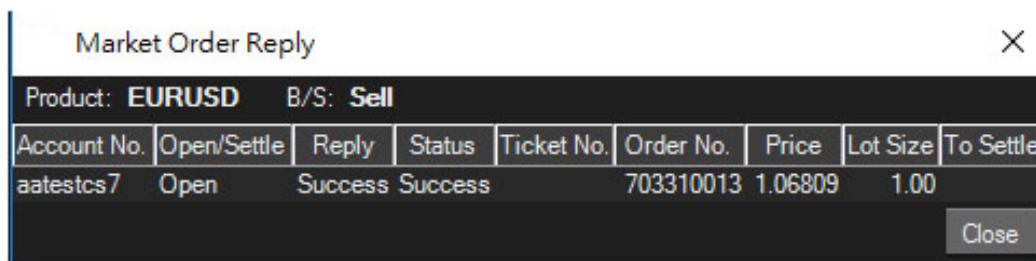 Market Order Reply
Product: EURUSD B/S: Sell
Account No. Open/Settle Reply Status Ticket No. Order No. Price Lot Size To Settle
aatestcs7 Open Success Success 703310013 1.06809 1.00
Close